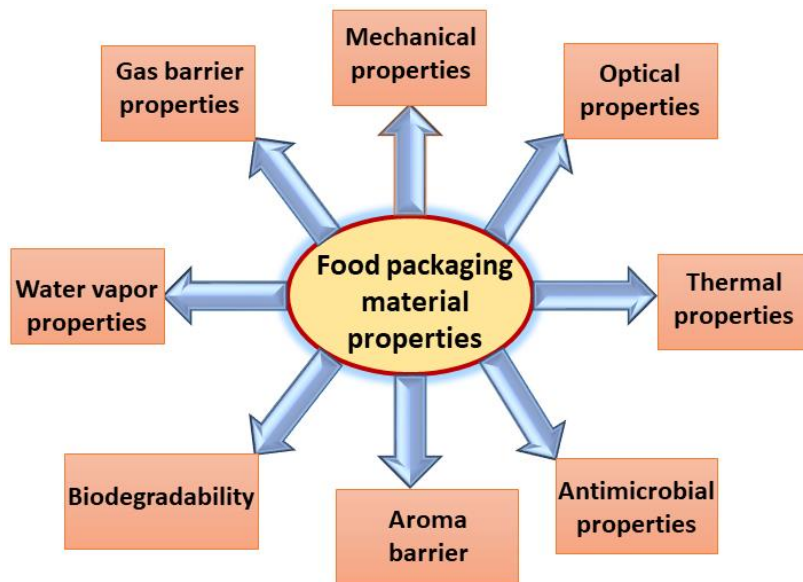 Mechanical
properties
Gas barrier
properties
Optical
properties
Food packaging
material
properties
Water vapor
properties
Thermal
properties
Biodegradability
Aroma
barrier
Antimicrobial
properties